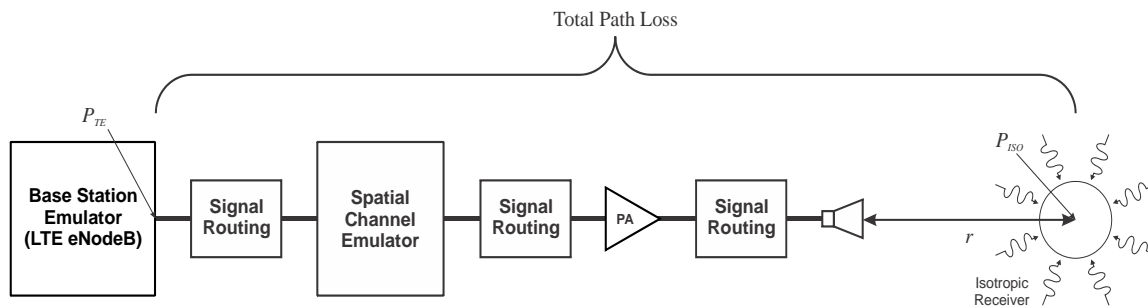 Total Path Loss
P_TE
P_ISO
Base Station
Emulator
(LTE eNodeB)
Signal
Routing
Spatial
Channel
Emulator
Signal
Routing
PA
Signal
Routing
r
Isotropic
Receiver